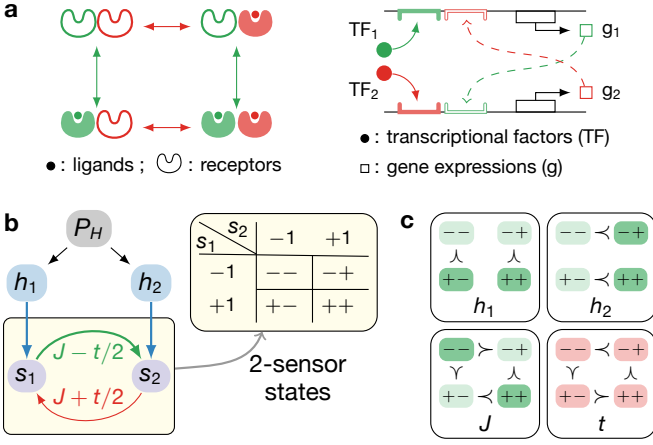 a
TF₁
TF₂
g₁
g₂
● : ligands ; : receptors
● : transcriptional factors (TF)
□ : gene expressions (g)
b
P_H
h₁ h₂
J − t/2
s₁ s₂
J + t/2
s₂
s₁ −1 +1
−1 −− −+
+1 +− ++
2-sensor
states
c
−− −+
+− ++
h₁
−− −+
+− ++
h₂
−− ≻ −+
+− ≺ ++
J
−− ≺ −+
+− ≻ ++
t